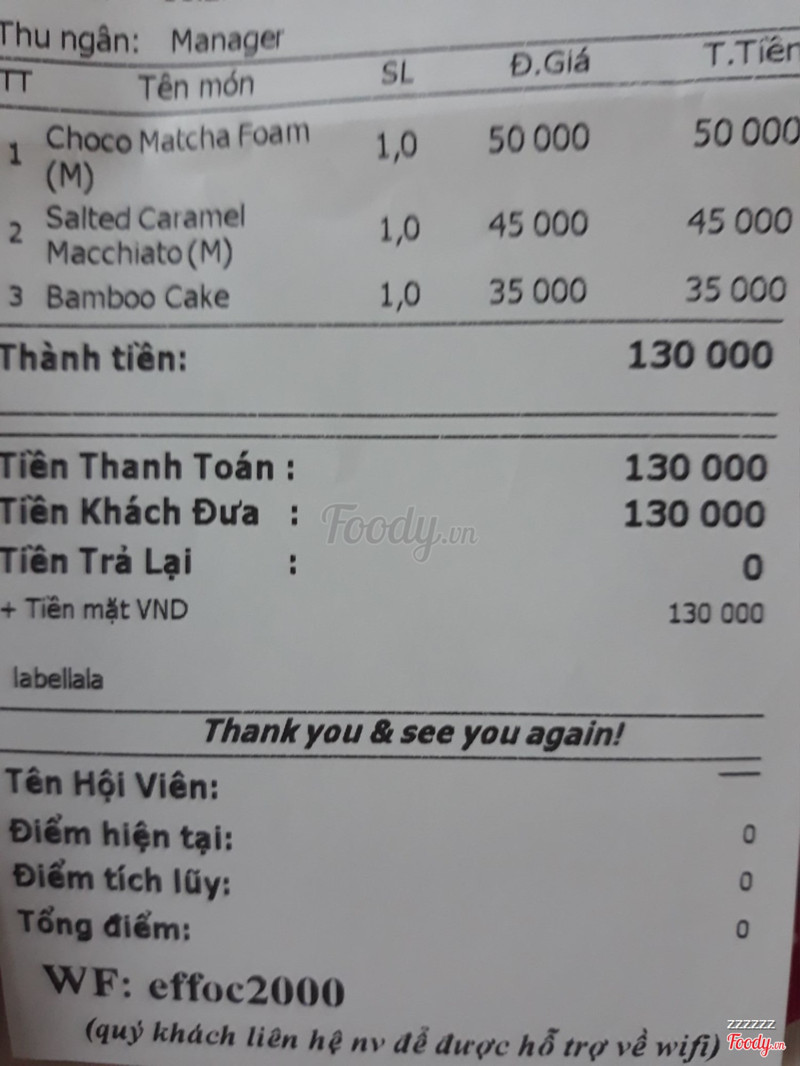 Thu ngân: Manager
TT Tên món SL Đ.Giá T.Tiền
1 Choco Matcha Foam (M) 1,0 50 000 50 000
2 Salted Caramel Macchiato (M) 1,0 45 000 45 000
3 Bamboo Cake 1,0 35 000 35 000
Thành tiền: 130 000
Tiền Thanh Toán : 130 000
Tiền Khách Đưa : 130 000
Foody.vn
Tiền Trả Lại : 0
+ Tiền mặt VND 130 000
labellala
Thank you & see you again!
Tên Hội Viên:
Điểm hiện tại: 0
Điểm tích lũy: 0
Tổng điểm: 0
WF: effoc2000
(quý khách liên hệ nv để được hỗ trợ về wifi)
zzzzzz
Foody.vn